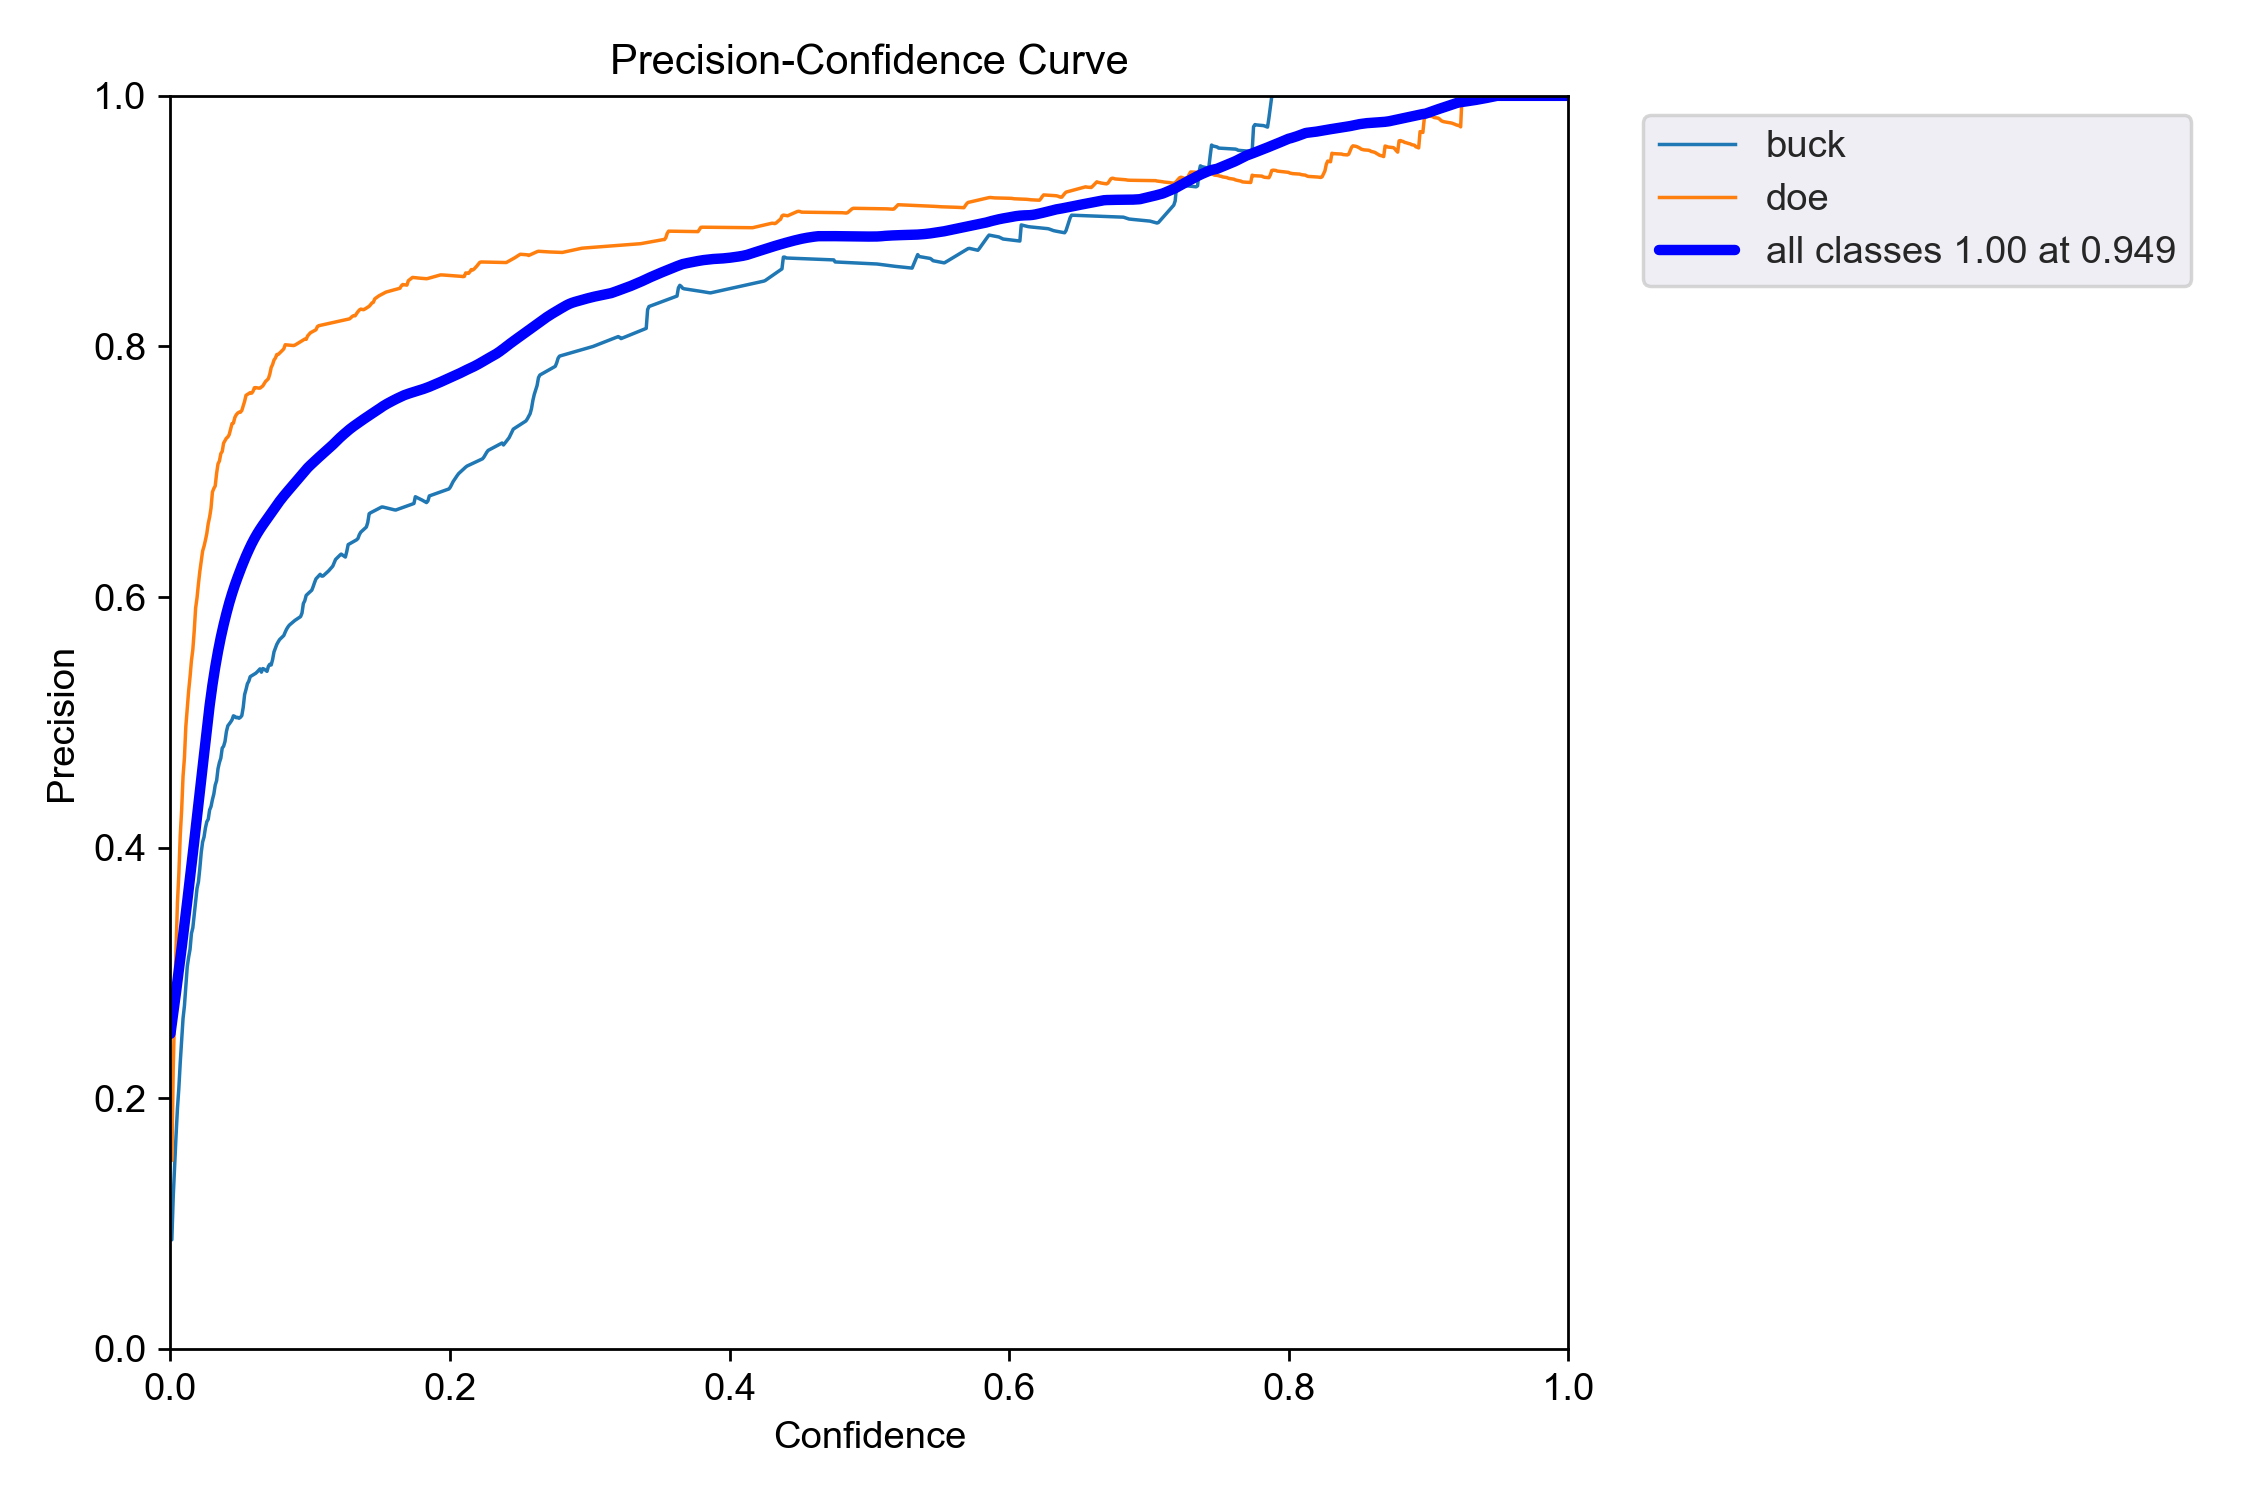 Precision-Confidence Curve
1.0
0.8
0.6
0.4
0.2
0.0
Precision
0.0 0.2 0.4 0.6 0.8 1.0
Confidence
buck
doe
all classes 1.00 at 0.949